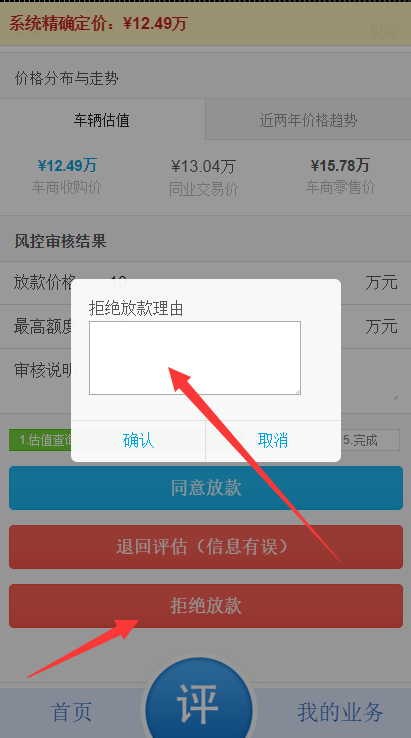 系统精确定价：¥12.49万
价格分布与走势
车辆估值 近两年价格趋势
¥12.49万 ¥13.04万 ¥15.78万
车商收购价 同业交易价 车商零售价
风控审核结果
放款价格 10 万元
拒绝放款理由
最高额度 万元
审核说明
确认 取消
1.估值查询 5.完成
同意放款
退回评估（信息有误）
拒绝放款
首页 评 我的业务